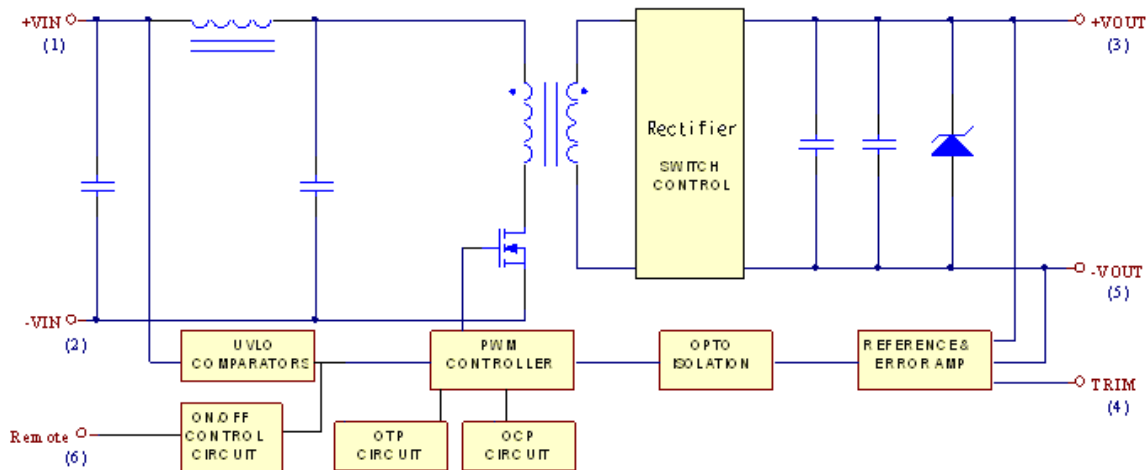 +VIN
(1)
+VOUT
(3)
Rectifier
SWITCH
CONTROL
-VIN
(2)
-VOUT
(5)
UVLO
COMPARATORS
PWM
CONTROLLER
OPTO
ISOLATION
REFERENCE&
ERROR AMP
TRIM
(4)
Remote
(6)
ON/OFF
CONTROL
CIRCUIT
OTP
CIRCUIT
OCP
CIRCUIT